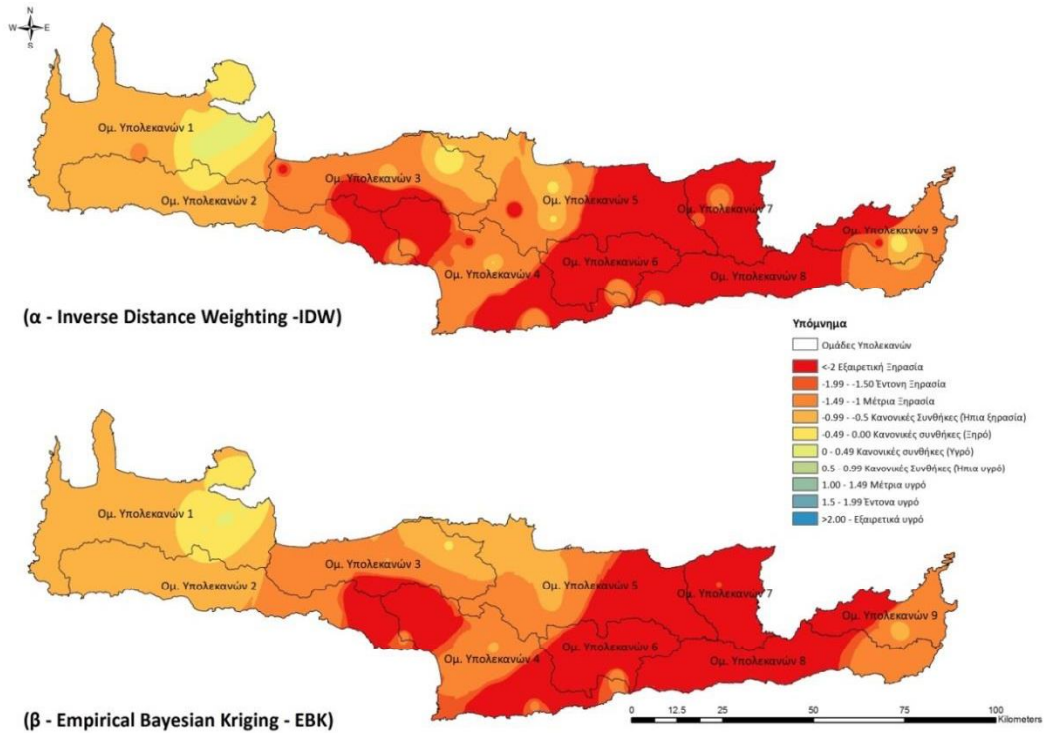 N
W E
S
Ομ. Υπολεκανών 1
Ομ. Υπολεκανών 2
Ομ. Υπολεκανών 3
Ομ. Υπολεκανών 4
Ομ. Υπολεκανών 5
Ομ. Υπολεκανών 6
Ομ. Υπολεκανών 7
Ομ. Υπολεκανών 8
Ομ. Υπολεκανών 9
(α - Inverse Distance Weighting -IDW)
Υπόμνημα
Ομάδες Υπολεκανών
<-2 Εξαιρετική Ξηρασία
-1.99 - -1.50 Έντονη Ξηρασία
-1.49 - -1 Μέτρια Ξηρασία
-0.99 - -0.5 Κανονικές Συνθήκες (Ήπια ξηρασία)
-0.49 - 0.00 Κανονικές συνθήκες (Ξηρό)
0 - 0.49 Κανονικές συνθήκες (Υγρό)
0.5 - 0.99 Κανονικές Συνθήκες (Ήπια υγρό)
1.00 - 1.49 Μέτρια υγρό
1.5 - 1.99 Έντονα υγρό
>2.00 - Εξαιρετικά υγρό
Ομ. Υπολεκανών 1
Ομ. Υπολεκανών 2
Ομ. Υπολεκανών 3
Ομ. Υπολεκανών 4
Ομ. Υπολεκανών 5
Ομ. Υπολεκανών 6
Ομ. Υπολεκανών 7
Ομ. Υπολεκανών 8
Ομ. Υπολεκανών 9
(β - Empirical Bayesian Kriging - EBK)
0 12.5 25 50 75 100
Kilometers